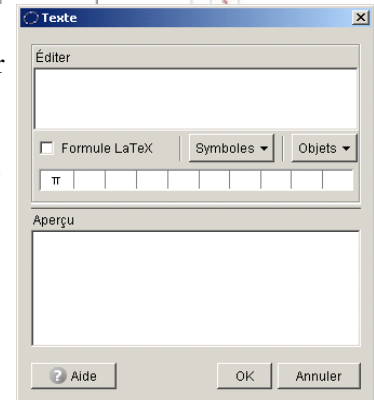 Texte
Éditer
r
Formule LaTeX Symboles Objets
π
Aperçu
Aide OK Annuler